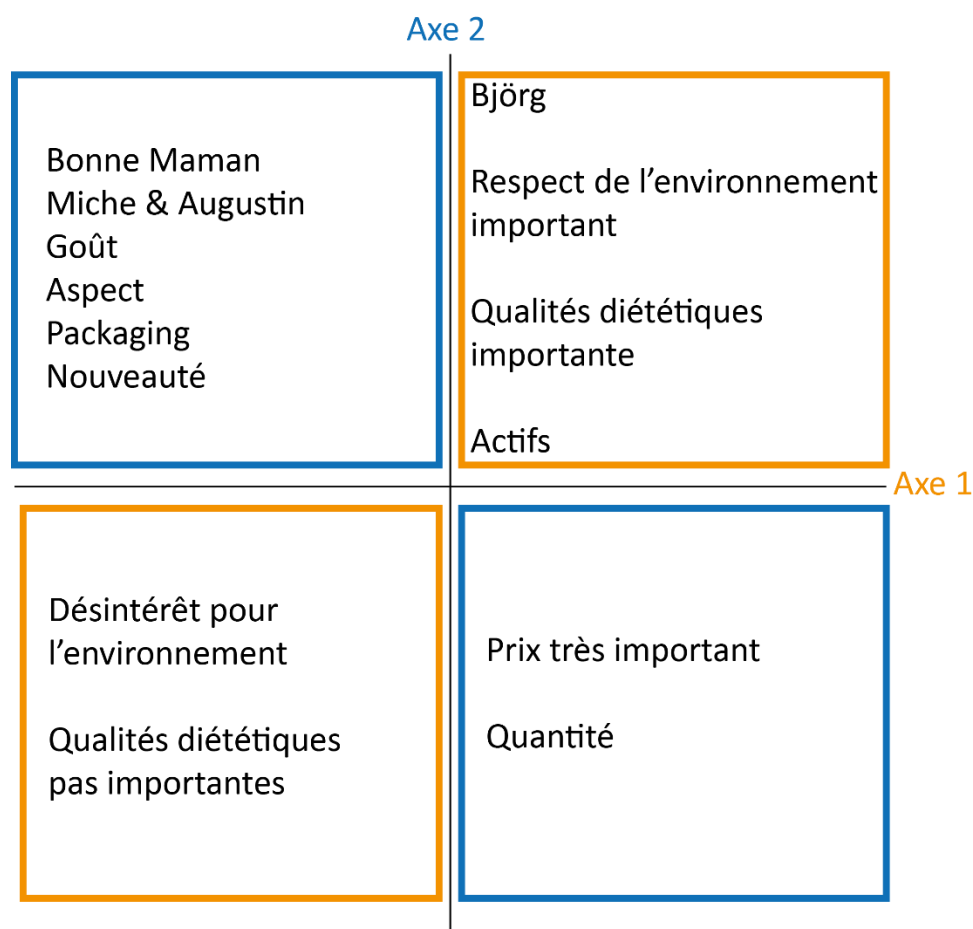 Axe 2
Bonne Maman
Miche & Augustin
Goût
Aspect
Packaging
Nouveauté
Björg
Respect de l’environnement
important
Qualités diététiques
importante
Actifs
Axe 1
Désintérêt pour
l’environnement
Qualités diététiques
pas importantes
Prix très important
Quantité